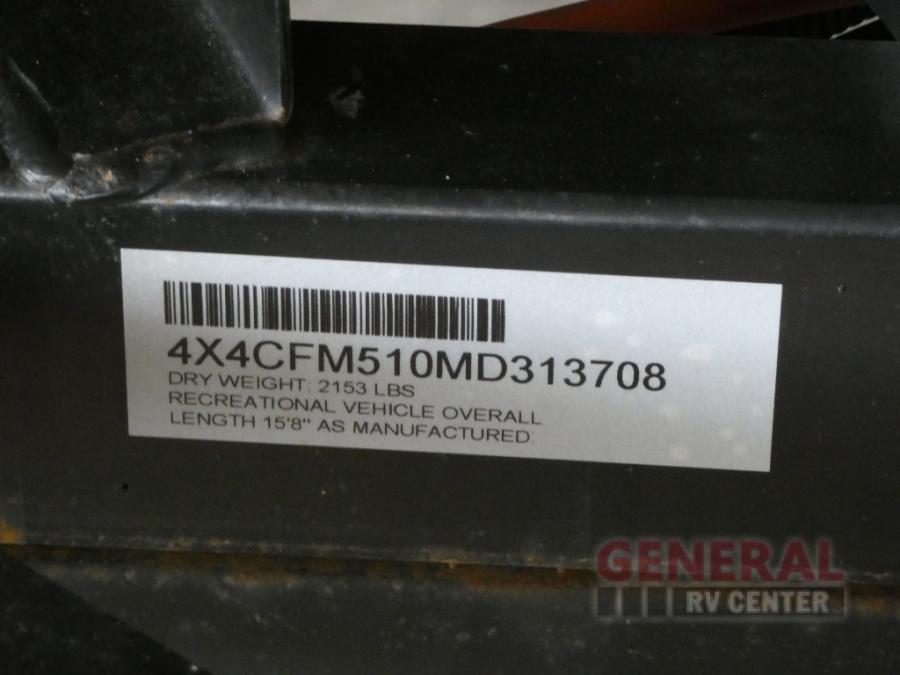 4X4CFM510MD313708
DRY WEIGHT: 2153 LBS
RECREATIONAL VEHICLE OVERALL
LENGTH 15'8" AS MANUFACTURED.
GENERAL
RV CENTER